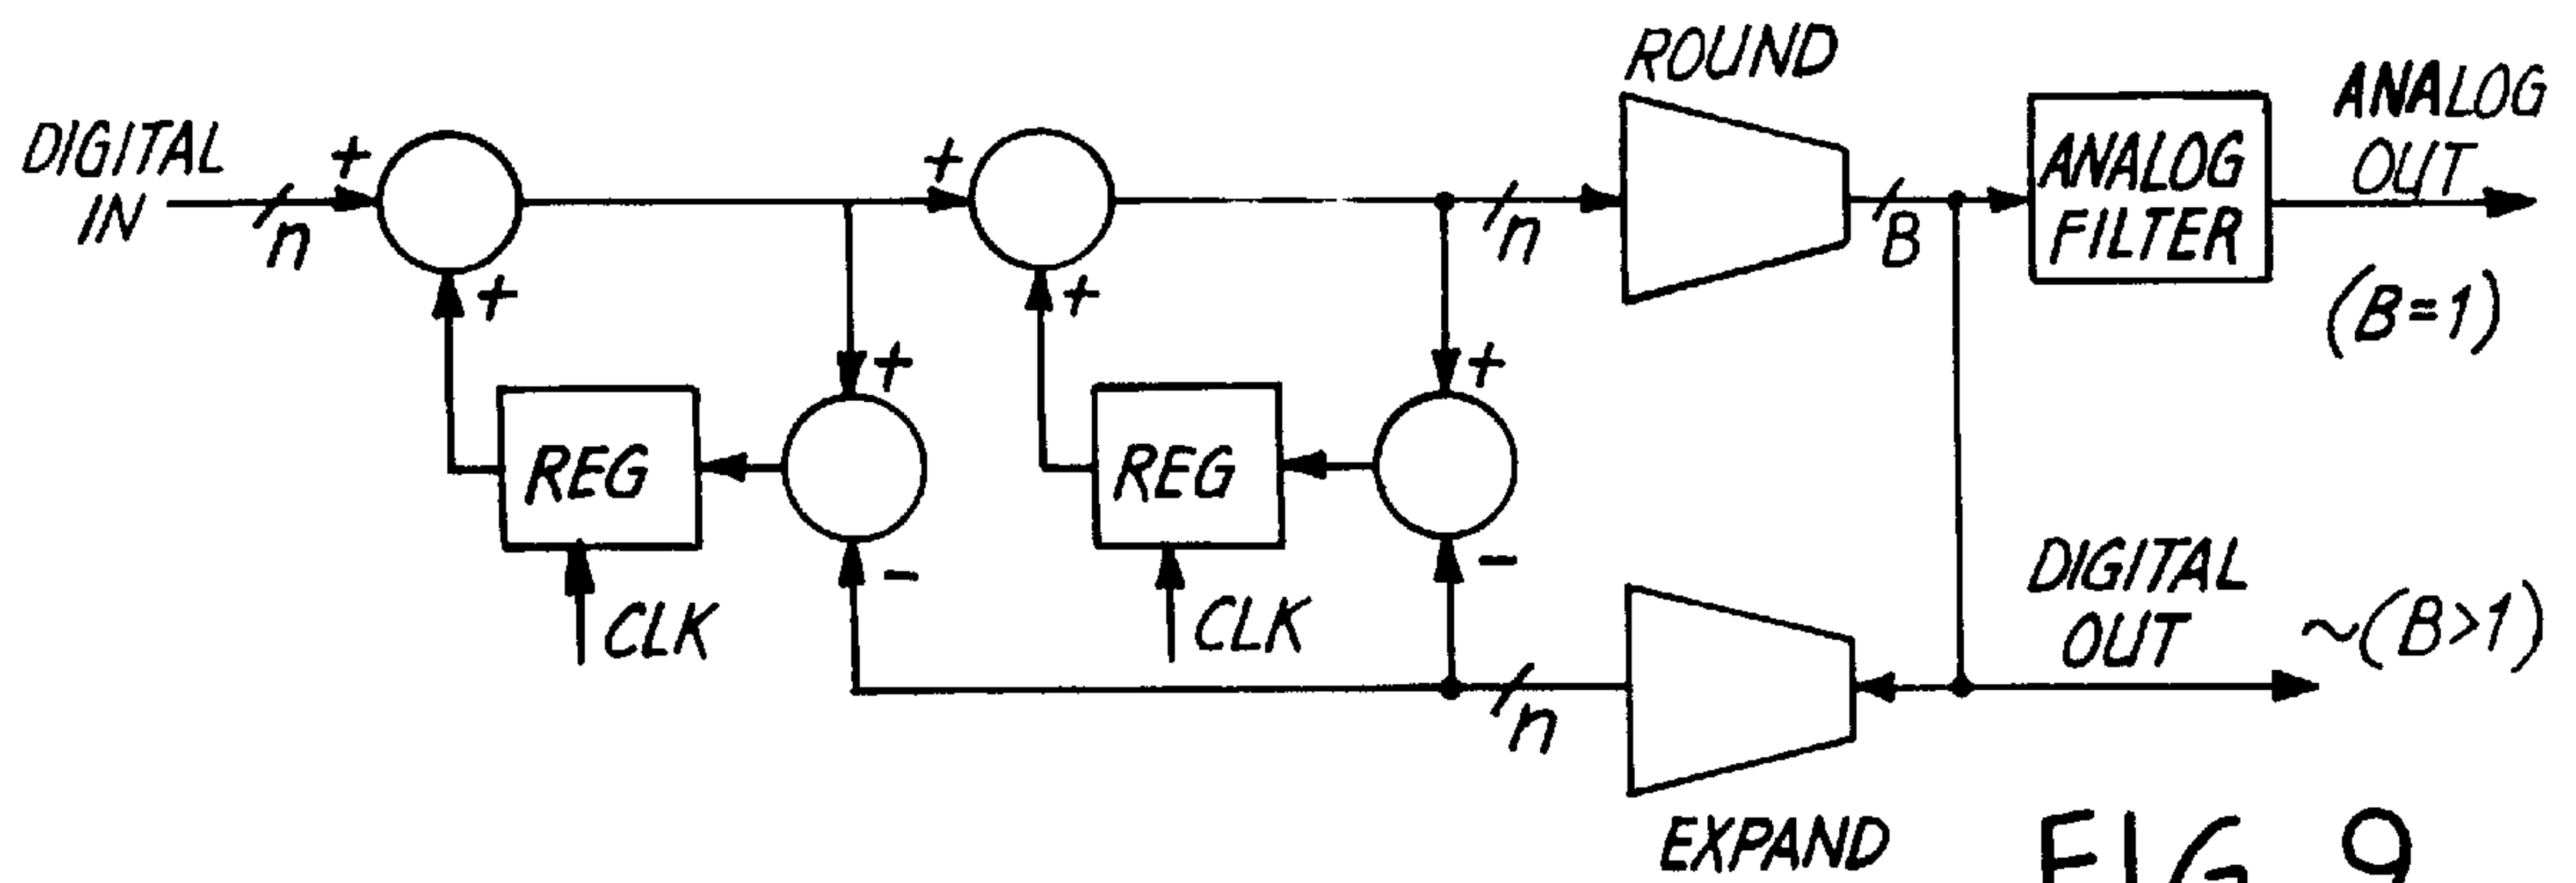 ROUND
DIGITAL
IN
n
+
+
+
+
n
B
ANALOG
FILTER
ANALOG
OUT
(B=1)
REG
CLK
+
-
REG
CLK
+
-
n
EXPAND
DIGITAL
OUT
~(B>1)
FIG. 9